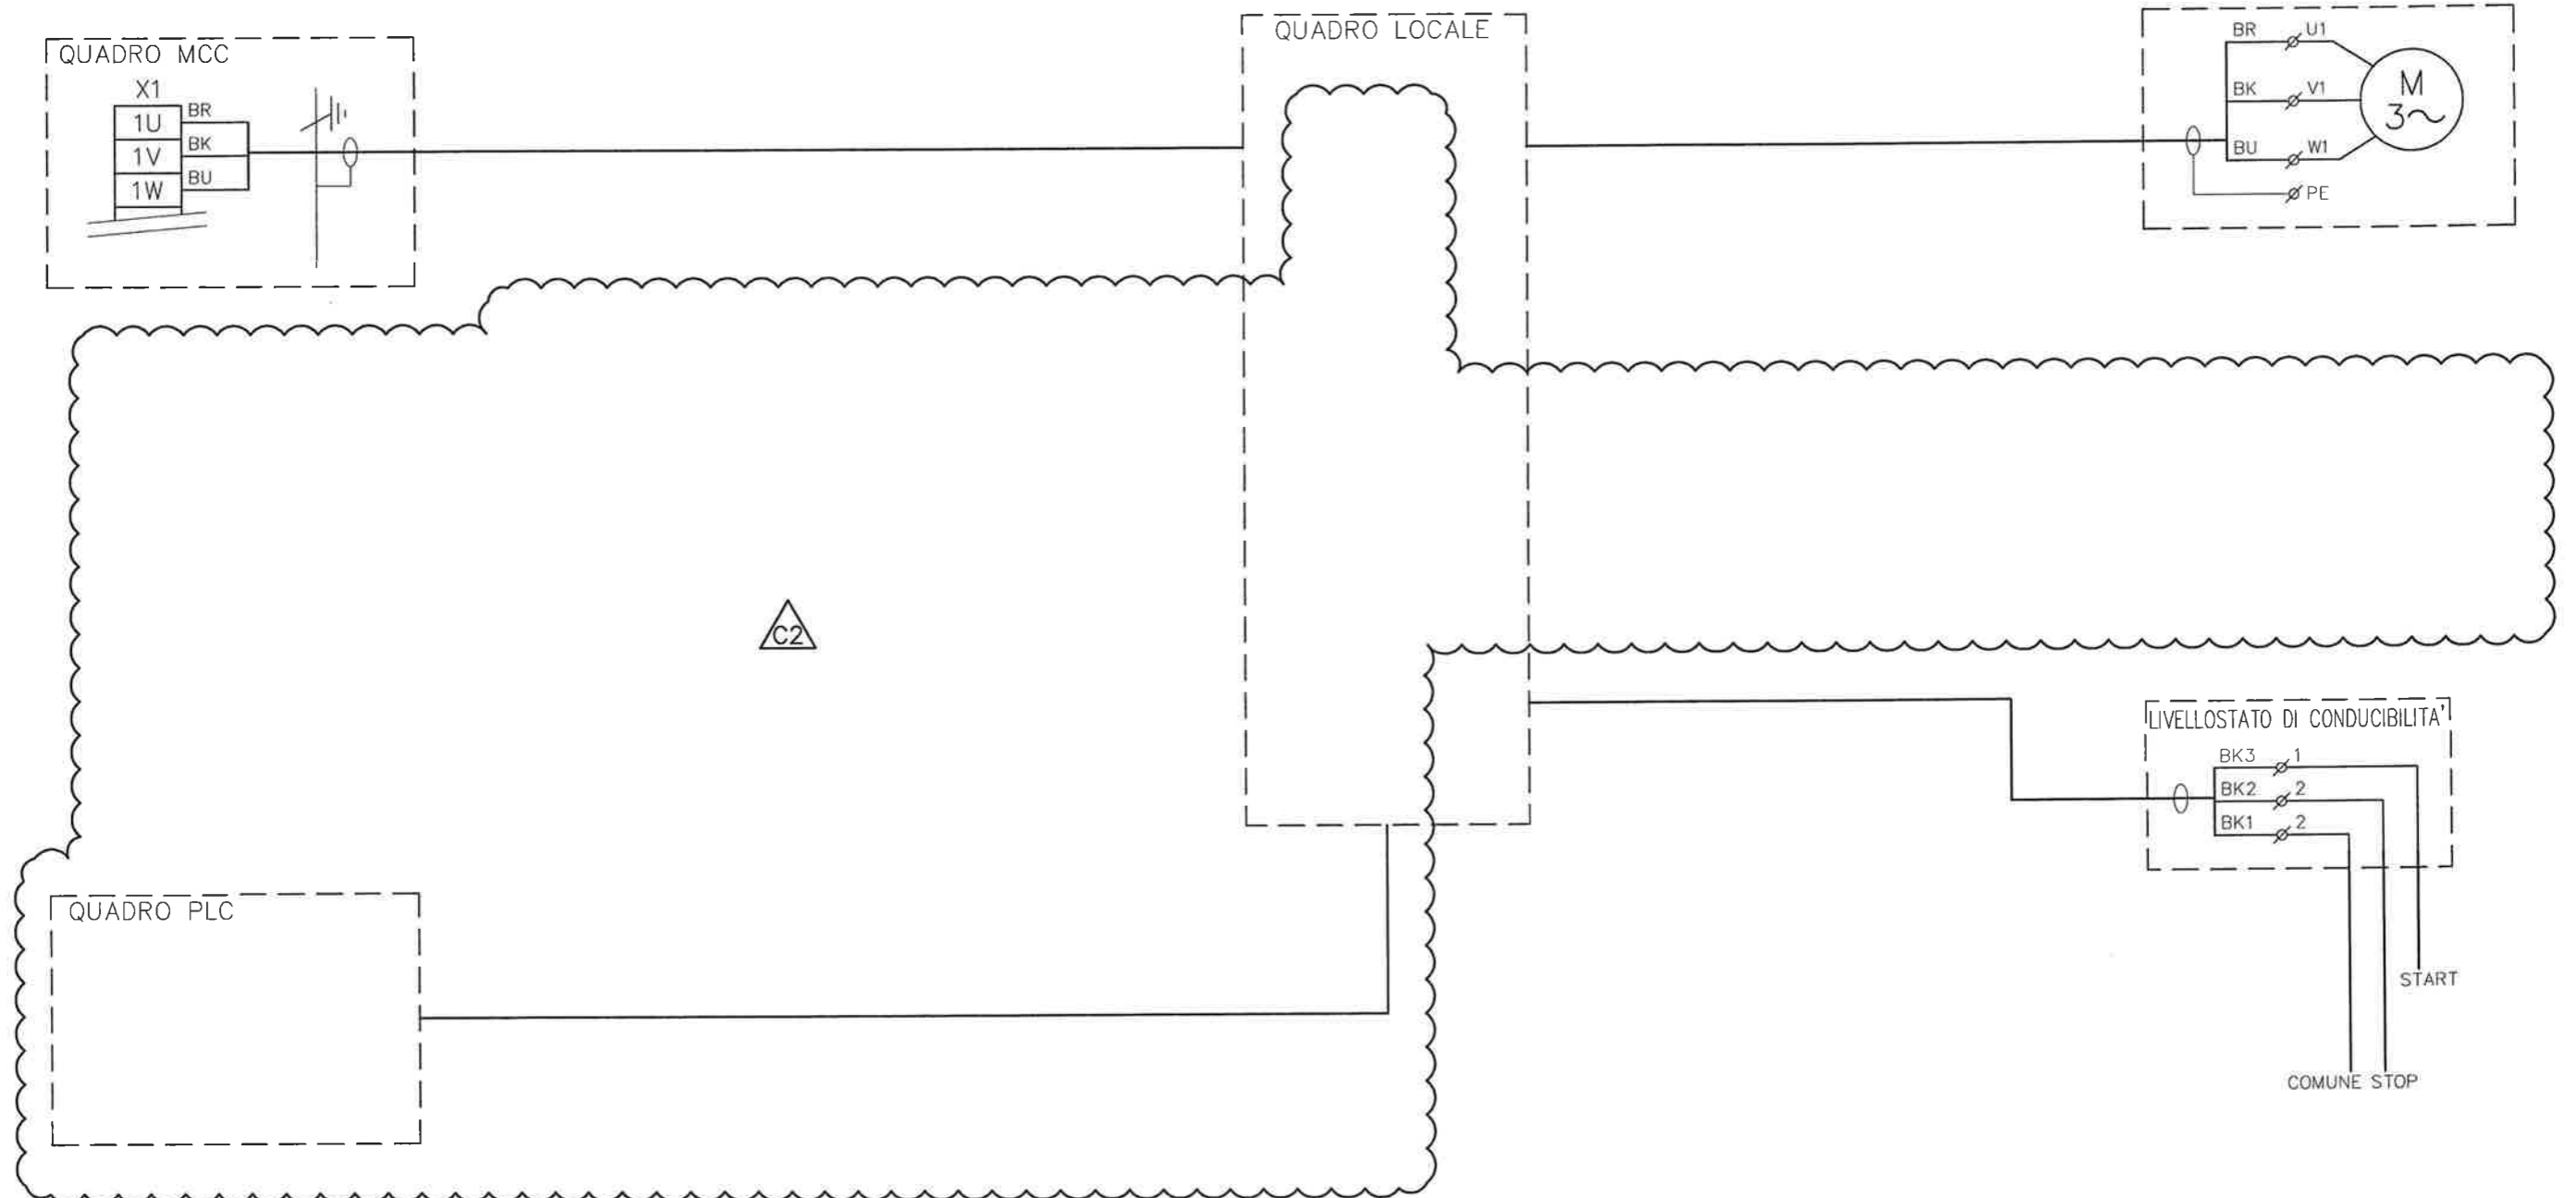 QUADRO MCC
X1
1U BR
1V BK
1W BU
QUADRO LOCALE
BR U1
BK V1
BU W1
PE
M
3~
C2
LIVELLOSTATO DI CONDUCIBILITA'
BK3 1
BK2 2
BK1 2
START
COMUNE STOP
QUADRO PLC